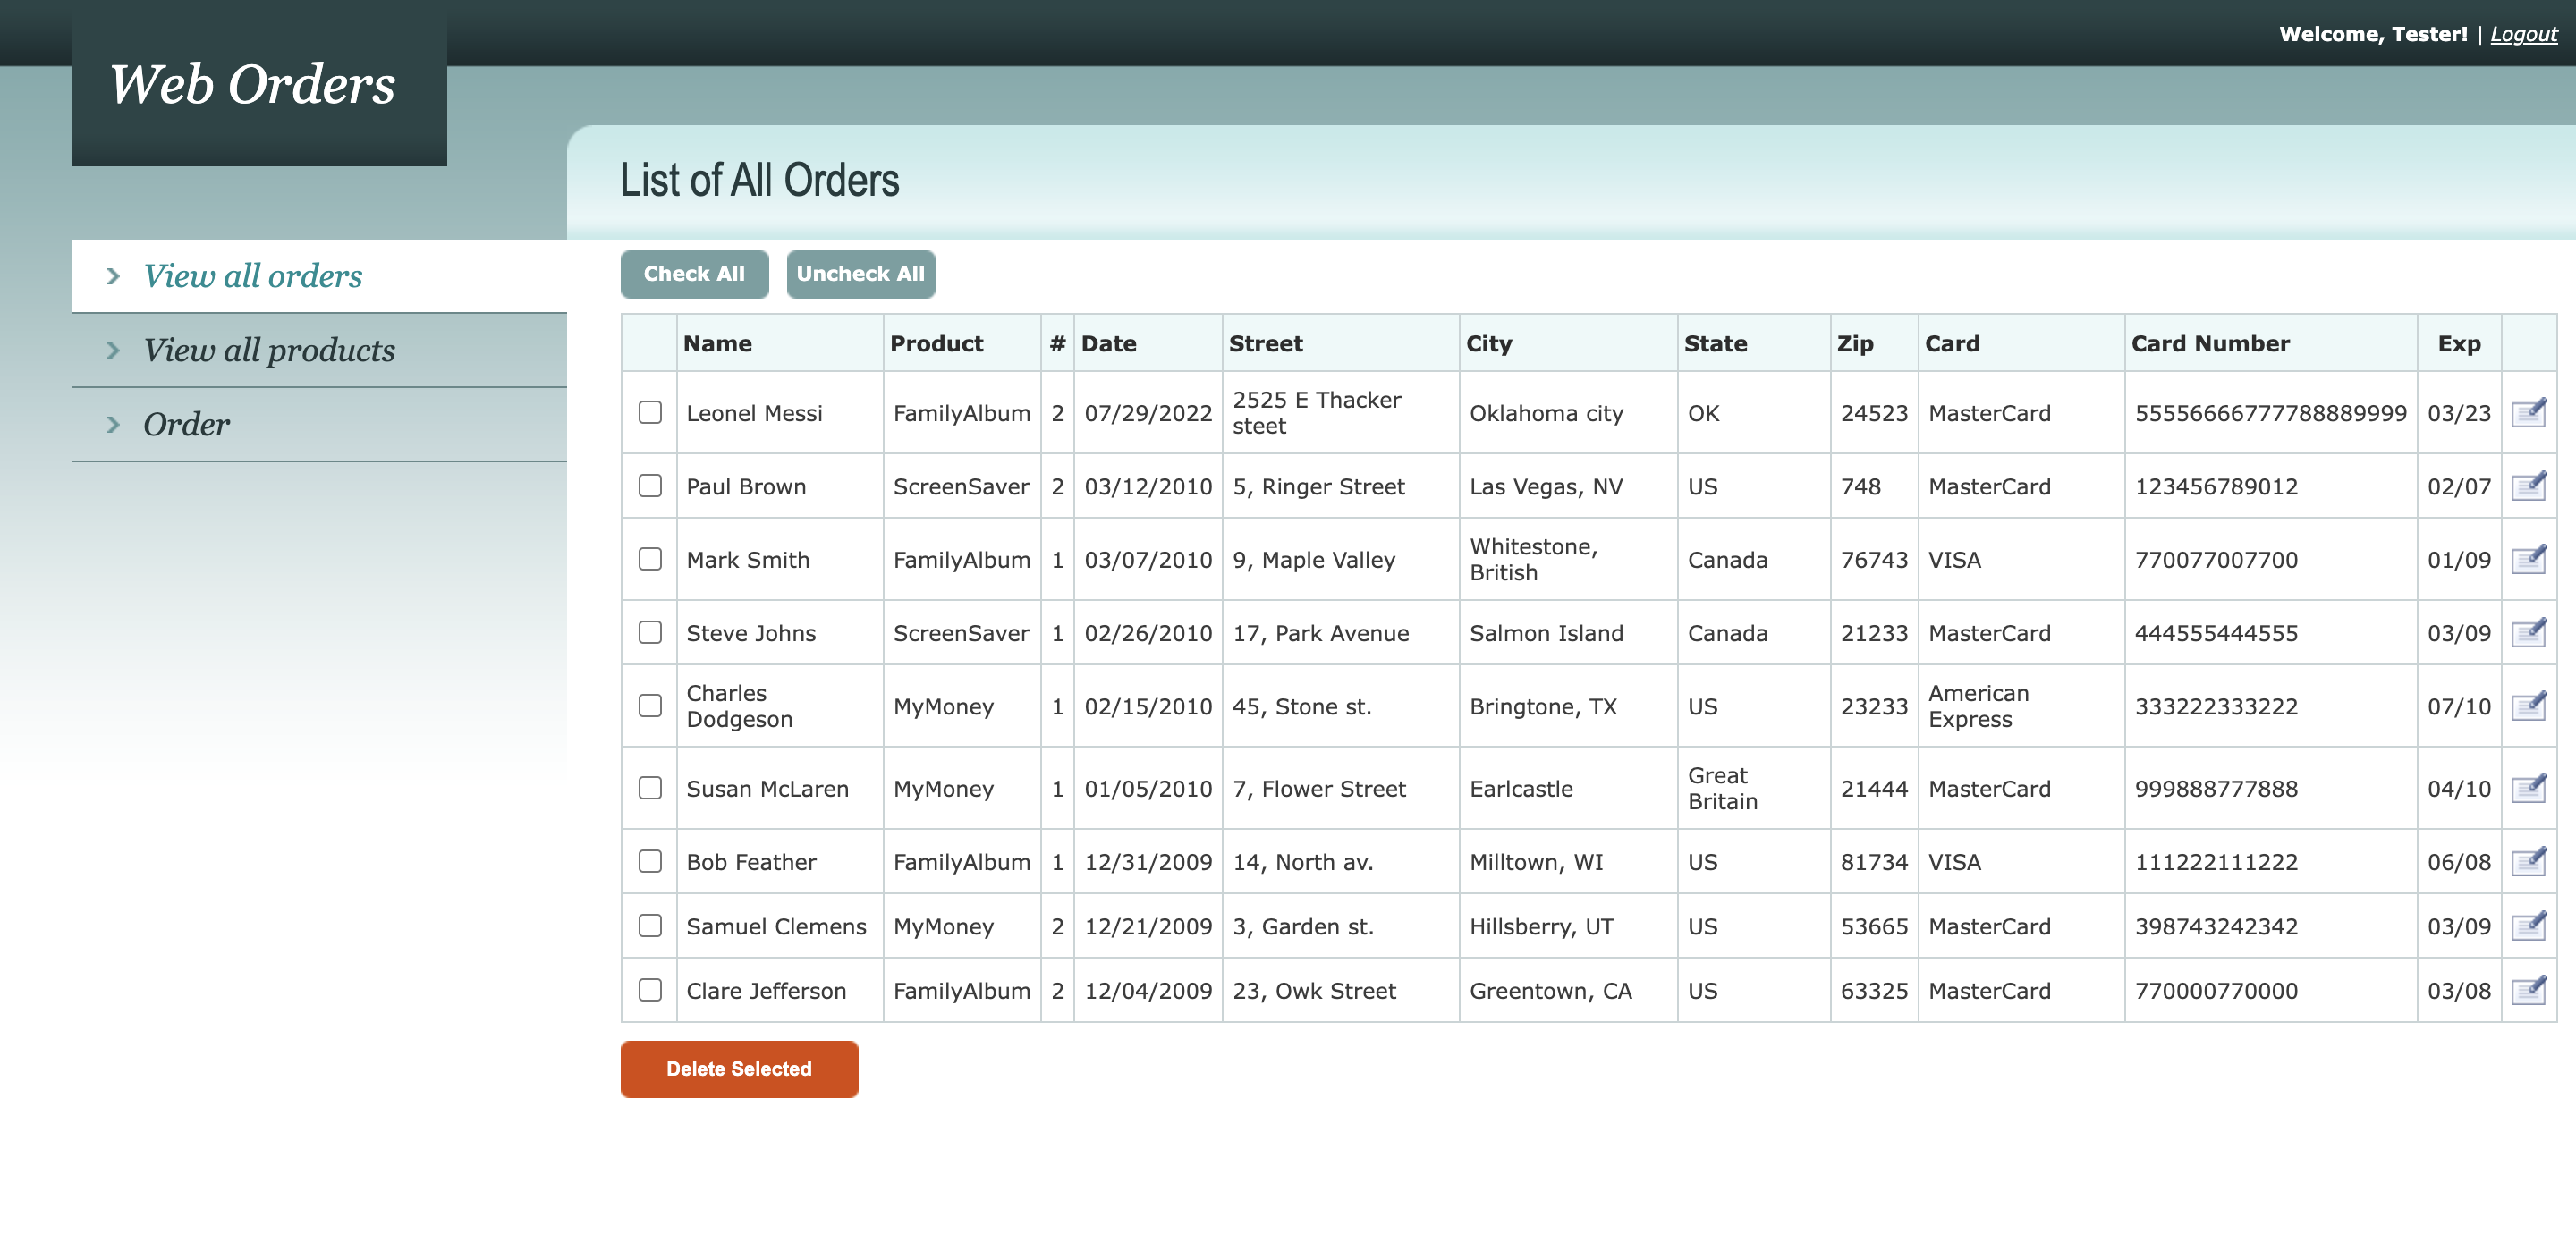 Welcome, Tester! | Logout
Web Orders
List of All Orders
View all orders
View all products
Order
Check All Uncheck All
Name Product # Date Street City State Zip Card Card Number Exp
Leonel Messi FamilyAlbum 2 07/29/2022 2525 E Thacker steet Oklahoma city OK 24523 MasterCard 55556666777788889999 03/23
Paul Brown ScreenSaver 2 03/12/2010 5, Ringer Street Las Vegas, NV US 748 MasterCard 123456789012 02/07
Mark Smith FamilyAlbum 1 03/07/2010 9, Maple Valley Whitestone, British Canada 76743 VISA 770077007700 01/09
Steve Johns ScreenSaver 1 02/26/2010 17, Park Avenue Salmon Island Canada 21233 MasterCard 444555444555 03/09
Charles Dodgeson MyMoney 1 02/15/2010 45, Stone st. Bringtone, TX US 23233 American Express 333222333222 07/10
Susan McLaren MyMoney 1 01/05/2010 7, Flower Street Earlcastle Great Britain 21444 MasterCard 999888777888 04/10
Bob Feather FamilyAlbum 1 12/31/2009 14, North av. Milltown, WI US 81734 VISA 111222111222 06/08
Samuel Clemens MyMoney 2 12/21/2009 3, Garden st. Hillsberry, UT US 53665 MasterCard 398743242342 03/09
Clare Jefferson FamilyAlbum 2 12/04/2009 23, Owk Street Greentown, CA US 63325 MasterCard 770000770000 03/08
Delete Selected